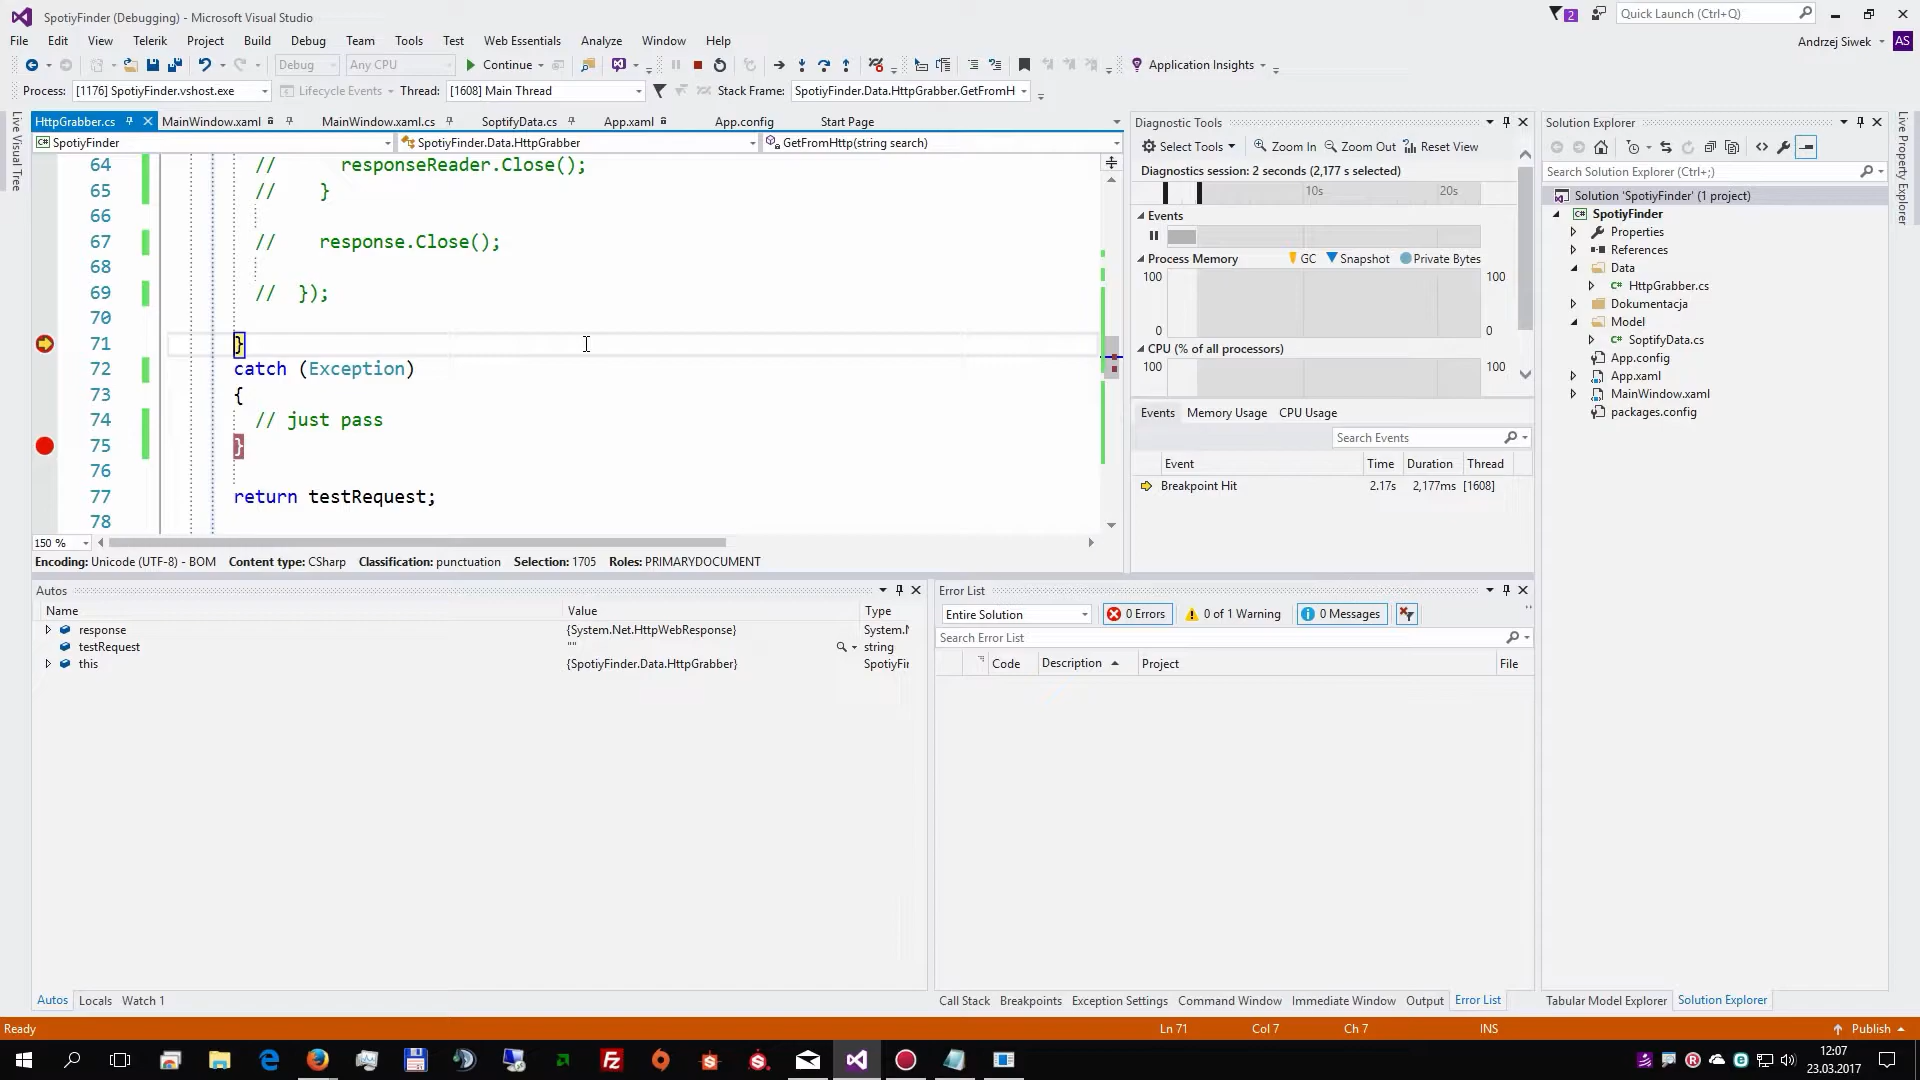 SpotiyFinder (Debugging) - Microsoft Visual Studio
2
Quick Launch (Ctrl+Q)
File Edit View Telerik Project Build Debug Team Tools Test Web Essentials Analyze Window Help
Andrzej Siwek AS
Debug Any CPU Continue Application Insights
Process: [1176] SpotiyFinder.vshost.exe Lifecycle Events Thread: [1608] Main Thread Stack Frame: SpotiyFinder.Data.HttpGrabber.GetFromH
Live Visual Tree
HttpGrabber.cs MainWindow.xaml MainWindow.xaml.cs SoptifyData.cs App.xaml App.config Start Page
SpotiyFinder SpotiyFinder.Data.HttpGrabber GetFromHttp(string search)
64 // responseReader.Close();
65 // }
66
67 // response.Close();
68
69 // });
70
71 }
72 catch (Exception)
73 {
74 // just pass
75 }
76
77 return testRequest;
78
150 %
Encoding: Unicode (UTF-8) - BOM Content type: CSharp Classification: punctuation Selection: 1705 Roles: PRIMARYDOCUMENT
Diagnostic Tools
Select Tools Zoom In Zoom Out Reset View
Diagnostics session: 2 seconds (2,177 s selected)
10s 20s
Events
Process Memory GC Snapshot Private Bytes
100 100
0 0
CPU (% of all processors)
100 100
Events Memory Usage CPU Usage
Search Events
Event Time Duration Thread
Breakpoint Hit 2.17s 2,177ms [1608]
Solution Explorer
Search Solution Explorer (Ctrl+;)
Solution 'SpotiyFinder' (1 project)
SpotiyFinder
Properties
References
Data
HttpGrabber.cs
Dokumentacja
Model
SoptifyData.cs
App.config
App.xaml
MainWindow.xaml
packages.config
Live Property Explorer
Autos
Name Value Type
response {System.Net.HttpWebResponse} System.N
testRequest "" string
this {SpotiyFinder.Data.HttpGrabber} SpotiyFin
Autos Locals Watch 1
Error List
Entire Solution 0 Errors 0 of 1 Warning 0 Messages
Search Error List
Code Description Project File
Call Stack Breakpoints Exception Settings Command Window Immediate Window Output Error List
Tabular Model Explorer Solution Explorer
Ready Ln 71 Col 7 Ch 7 INS Publish
12:07
23.03.2017